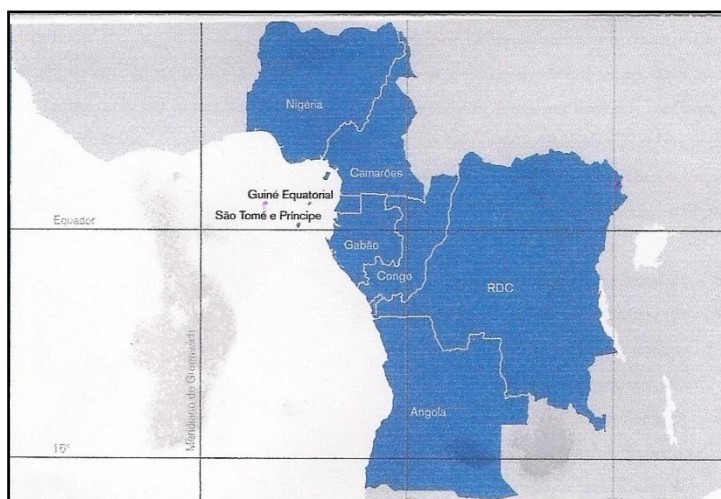 Nigéria
Camarões
Guiné Equatorial
São Tomé e Príncipe
Equador
Gabão
Congo
RDC
Meridiano de Greenwich
Angola
15°